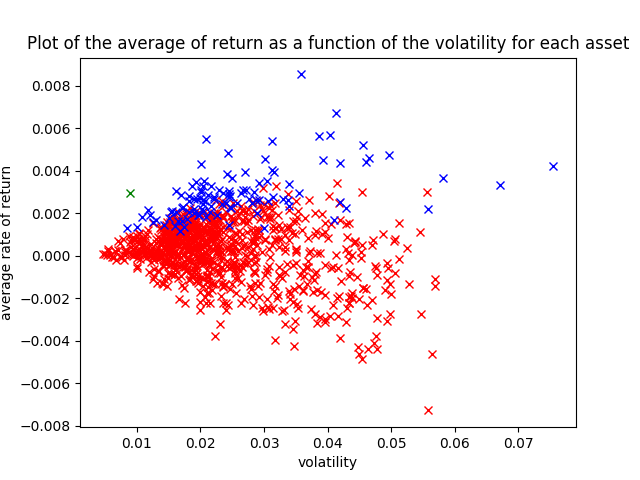 Plot of the average of return as a function of the volatility for each asset
average rate of return
0.008
0.006
0.004
0.002
0.000
−0.002
−0.004
−0.006
−0.008
0.01 0.02 0.03 0.04 0.05 0.06 0.07
volatility